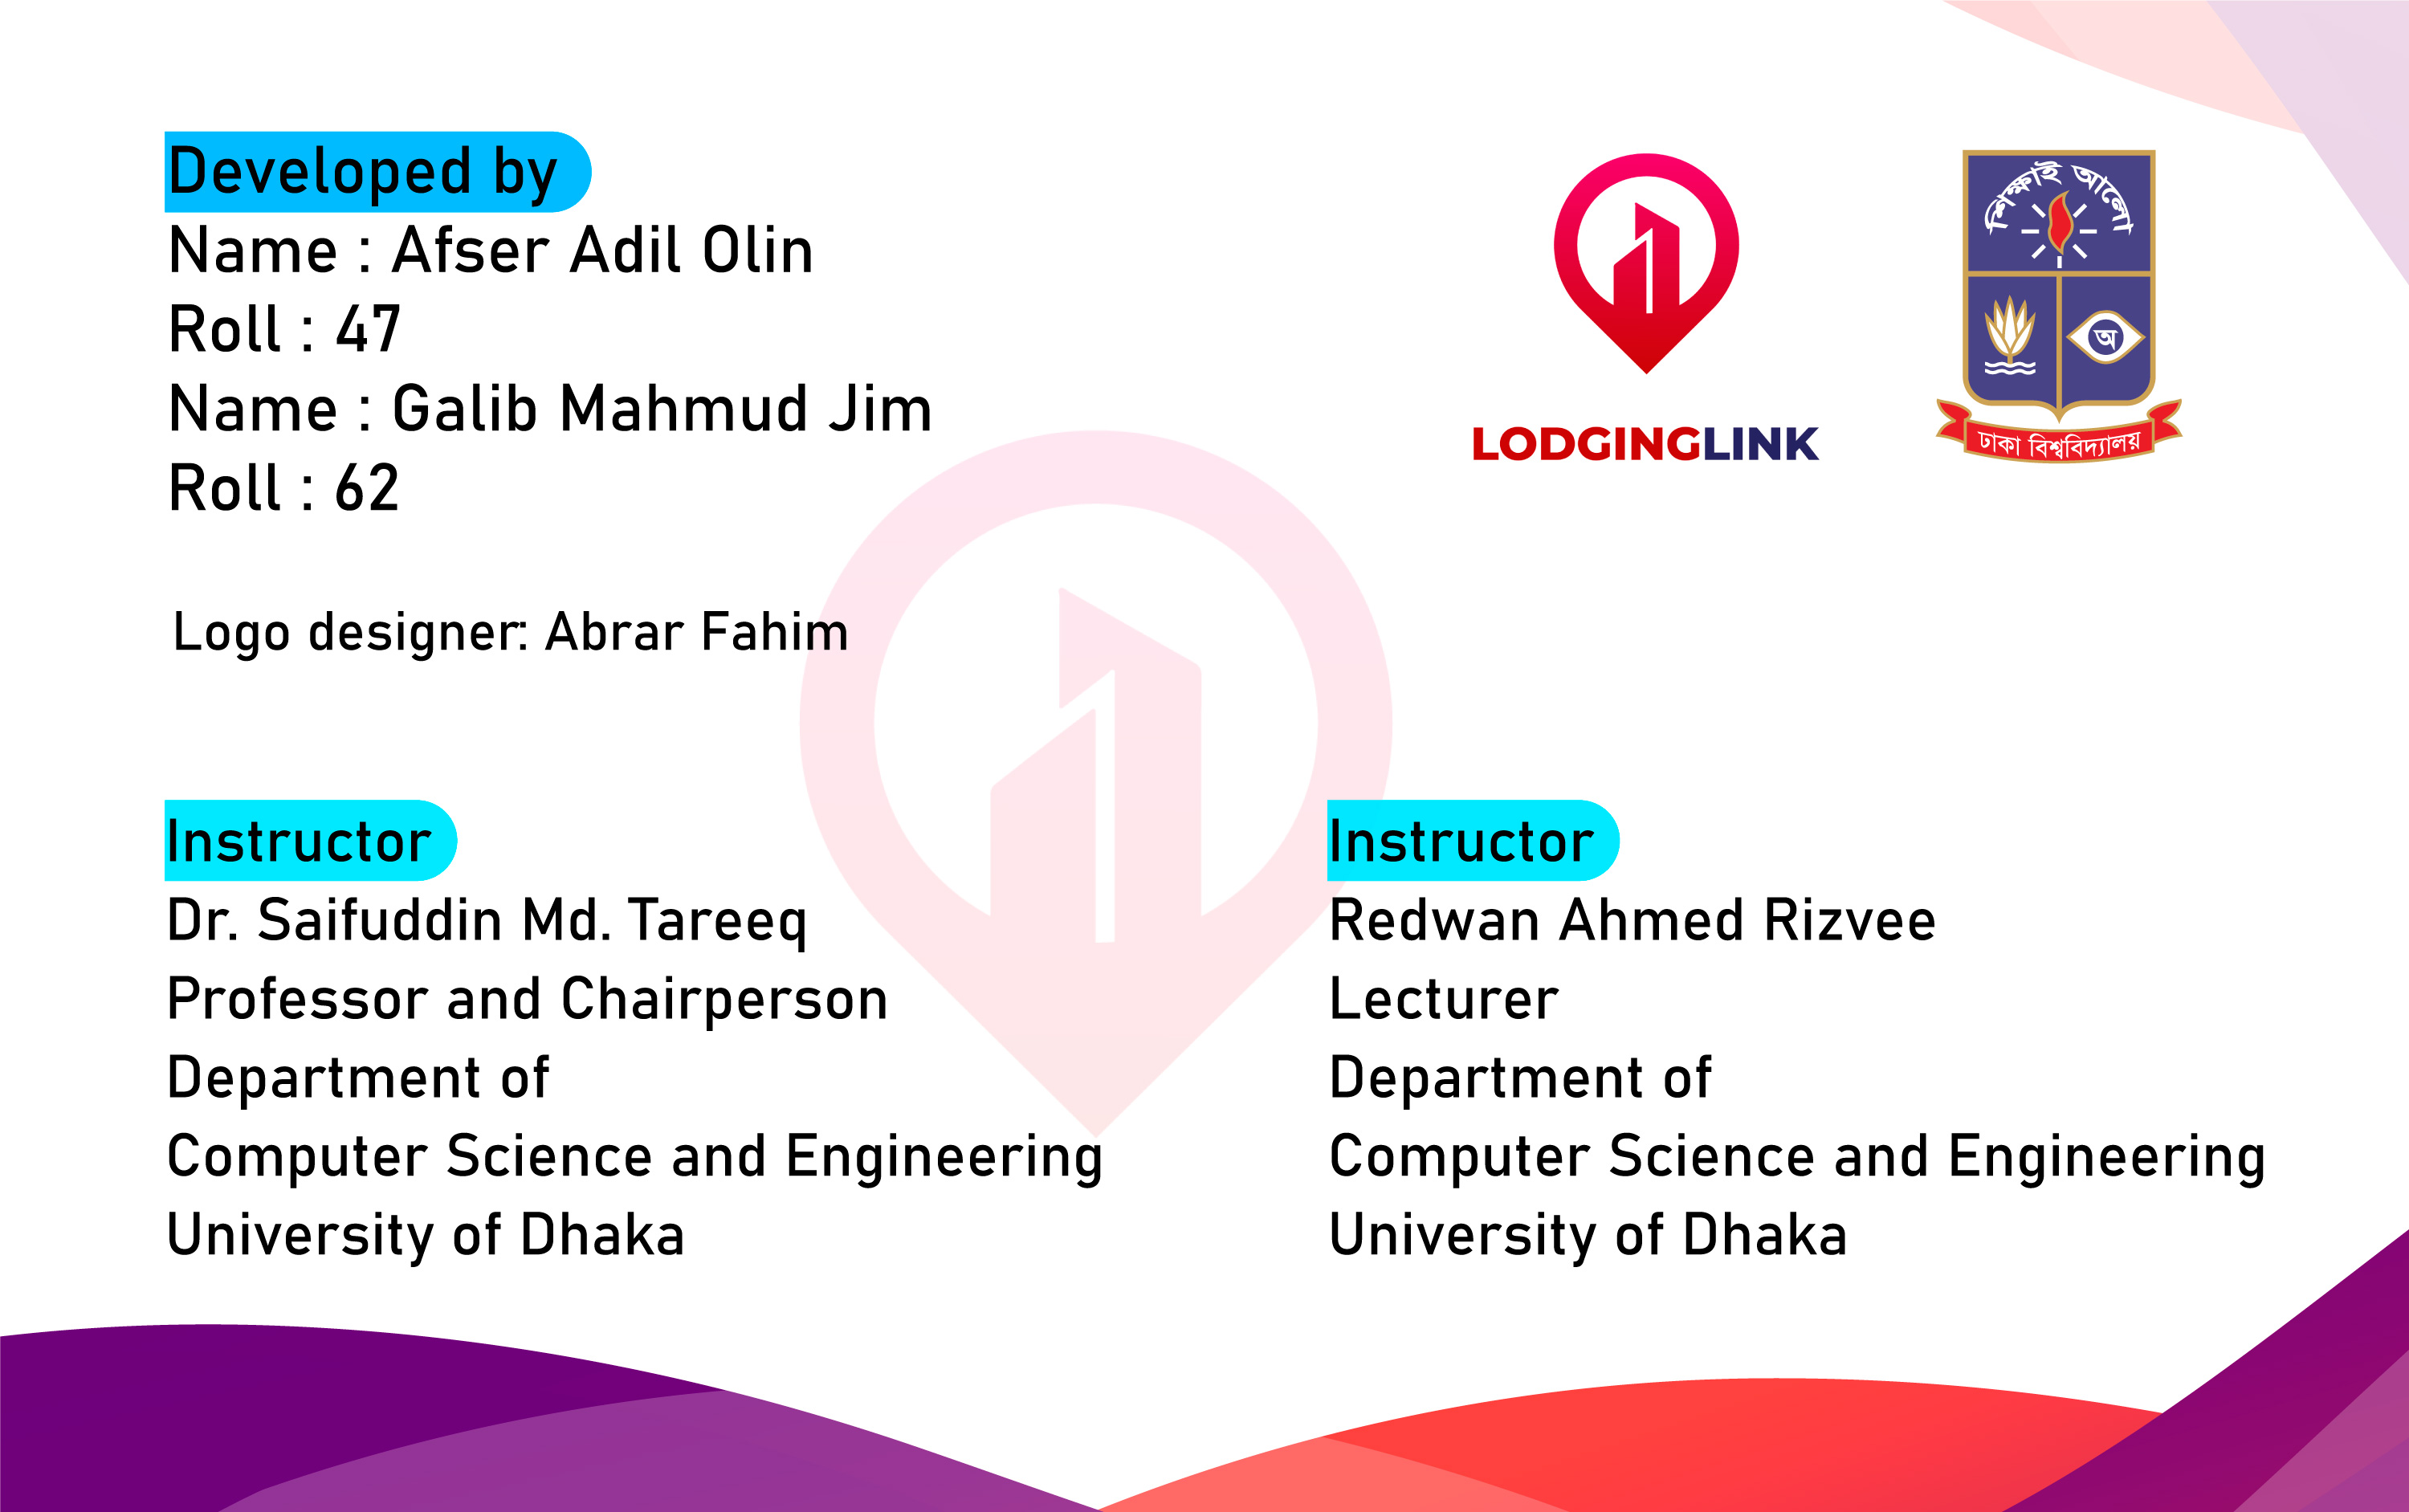 Developed by
Name : Afser Adil Olin
Roll : 47
Name : Galib Mahmud Jim
Roll : 62
Logo designer: Abrar Fahim
LODGINGLINK
শিক্ষাই আলো
অ
ঢাকা বিশ্ববিদ্যালয়
Instructor
Dr. Saifuddin Md. Tareeq
Professor and Chairperson
Department of
Computer Science and Engineering
University of Dhaka
Instructor
Redwan Ahmed Rizvee
Lecturer
Department of
Computer Science and Engineering
University of Dhaka